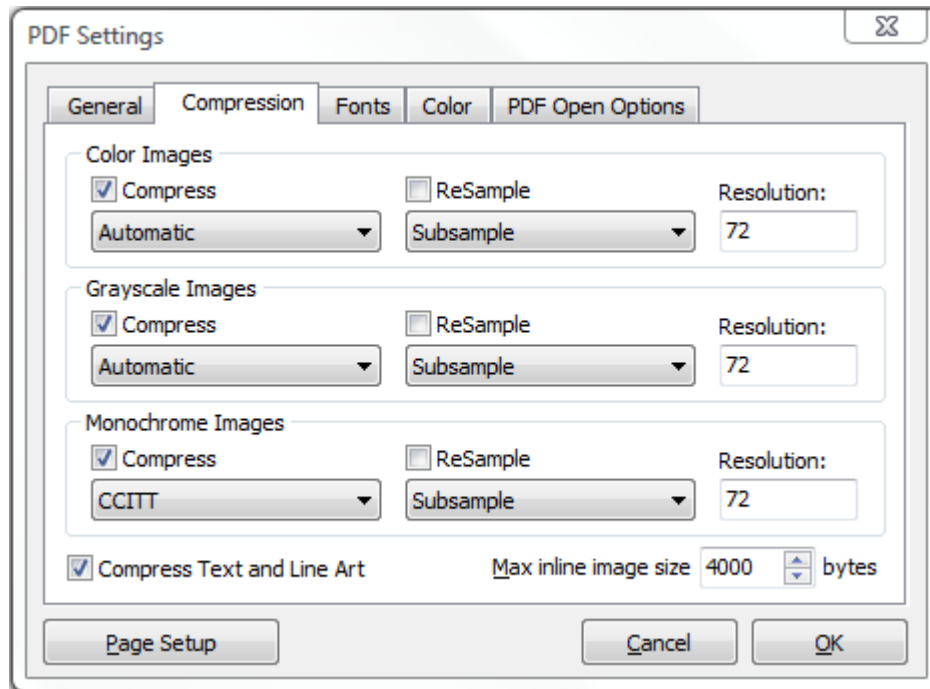 PDF Settings
General Compression Fonts Color PDF Open Options
Color Images
Compress ReSample Resolution:
Automatic Subsample 72
Grayscale Images
Compress ReSample Resolution:
Automatic Subsample 72
Monochrome Images
Compress ReSample Resolution:
CCITT Subsample 72
Compress Text and Line Art Max inline image size 4000 bytes
Page Setup Cancel OK